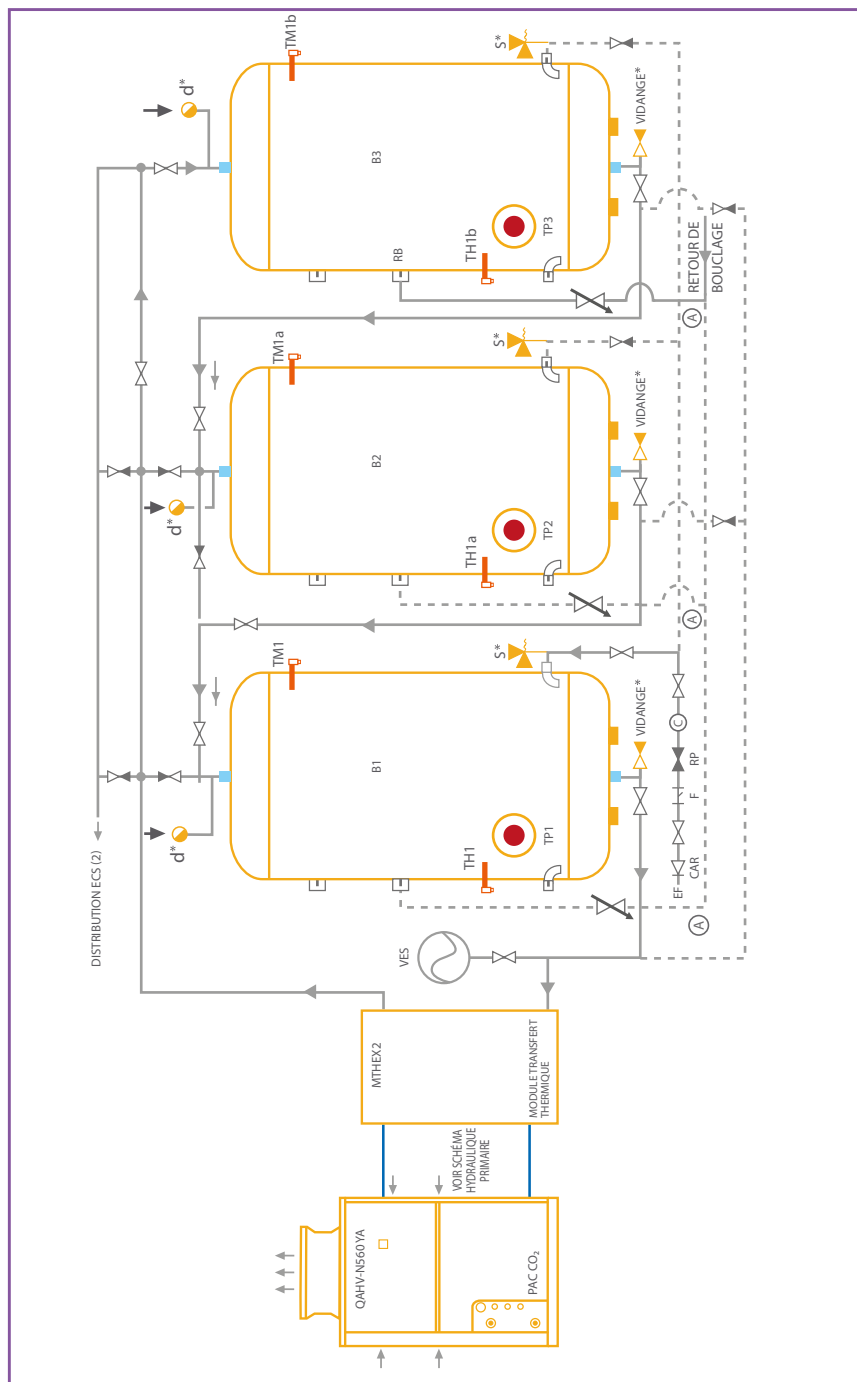 DISTRIBUTION ECS (2)
d*
TM1b
S*
B3
RB
TH1b
TP3
VIDANGE*
RETOUR DE
BOUCLAGE
A
d*
TM1a
S*
B2
TH1a
TP2
VIDANGE*
A
d*
TM1
S*
B1
TH1
TP1
VIDANGE*
A
EF
CAR
F
RP
C
VES
MTHEX2
MODULE TRANSFERT
THERMIQUE
VOIR SCHÉMA
HYDRAULIQUE
PRIMAIRE
QAHV-N560YA
PAC CO₂